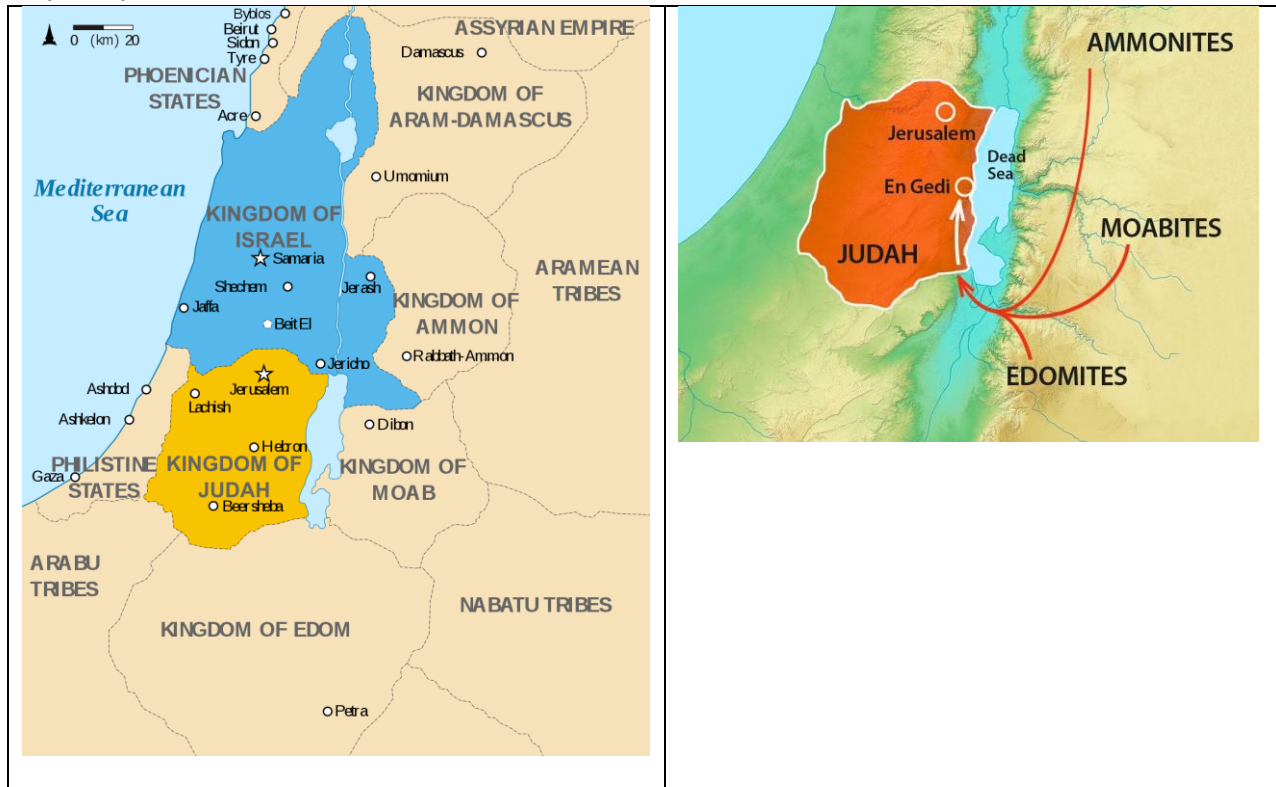 Byblos
Beirut
Sidon
Tyre
0 (km) 20
ASSYRIAN EMPIRE
Damascus
PHOENICIAN
STATES
KINGDOM OF
ARAM-DAMASCUS
Acre
Umomium
Mediterranean
Sea
KINGDOM OF
ISRAEL
Samaria
Shechem
Jerash
ARAMEAN
TRIBES
Jaffa
KINGDOM OF
AMMON
Beit El
Rabbath-Ammon
Jericho
Jerusalem
Ashdod
Lachish
Ashkelon
Dibon
Hebron
Gaza
PHILISTINE
STATES
KINGDOM OF
JUDAH
KINGDOM OF
MOAB
Beersheba
ARABU
TRIBES
NABATU TRIBES
KINGDOM OF EDOM
Petra
AMMONITES
Jerusalem
Dead
Sea
En Gedi
MOABITES
JUDAH
EDOMITES